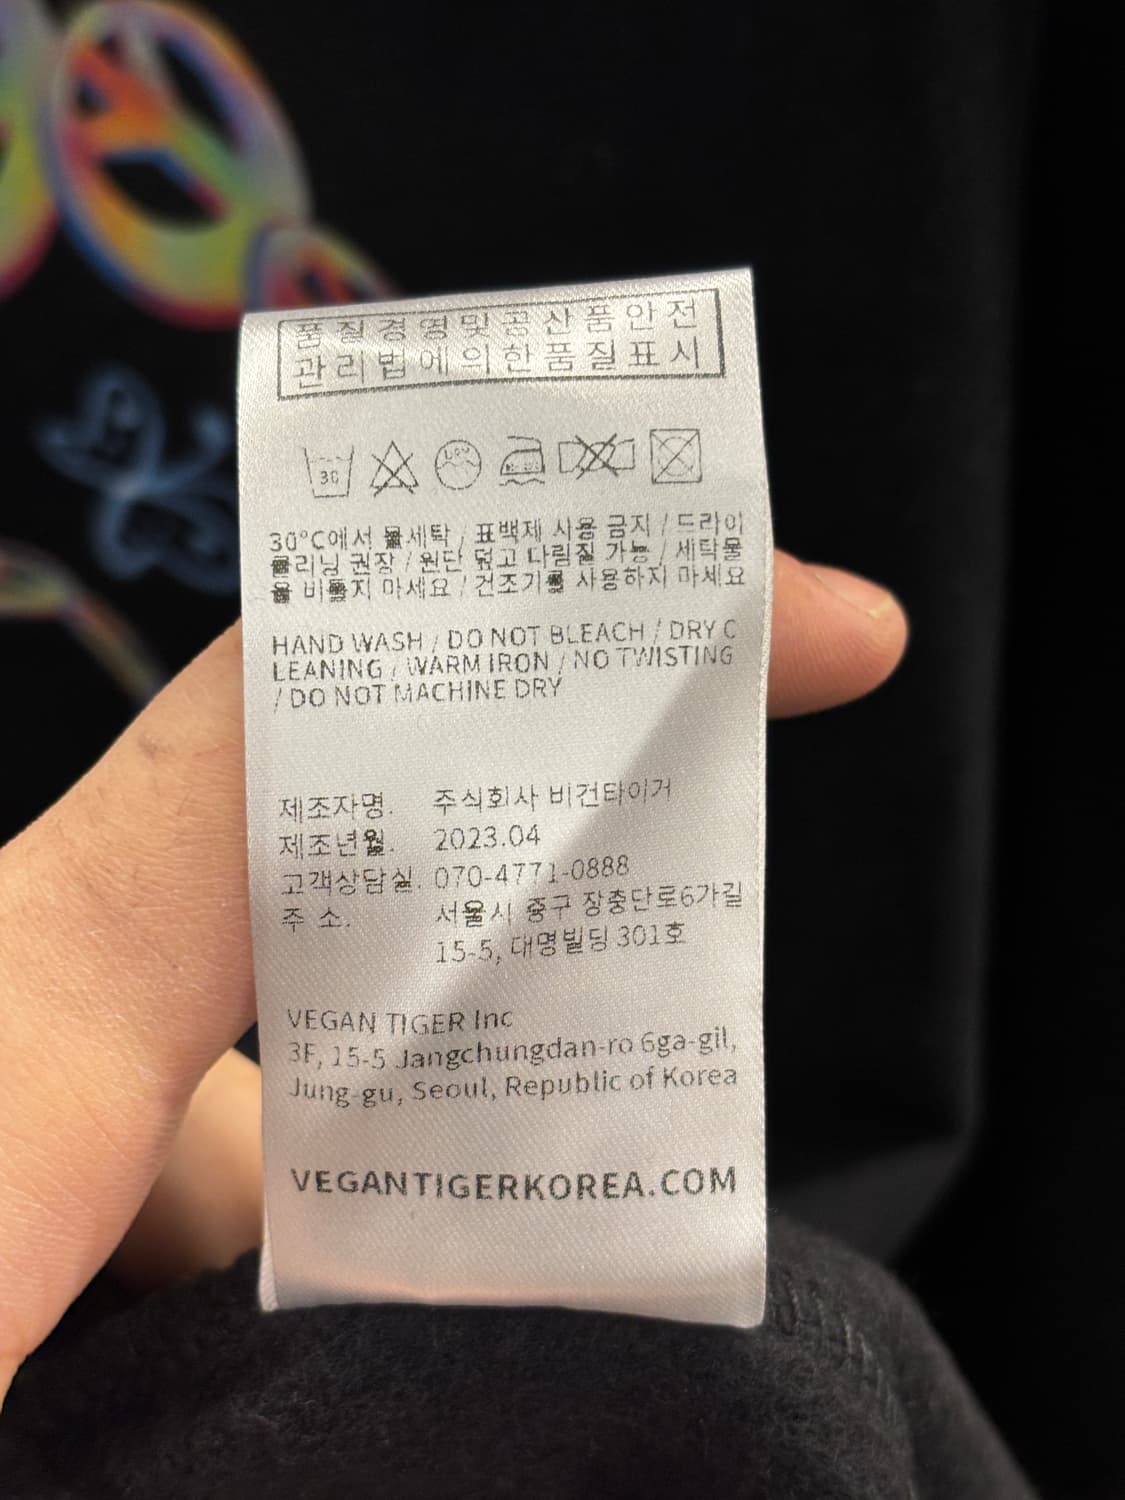 품질경영및공산품안전
관리법에의한품질표시
30
DRY
30°C에서 물세탁 / 표백제 사용 금지 / 드라이
클리닝 권장 / 원단 덮고 다림질 가능 / 세탁물
을 비틀지 마세요 / 건조기를 사용하지 마세요
HAND WASH / DO NOT BLEACH / DRY C
LEANING / WARM IRON / NO TWISTING
/ DO NOT MACHINE DRY
제조자명. 주식회사 비건타이거
제조년월. 2023.04
고객상담실. 070-4771-0888
주 소. 서울시 중구 장충단로6가길
15-5, 대명빌딩 301호
VEGAN TIGER Inc
3F, 15-5 Jangchungdan-ro 6ga-gil,
Jung-gu, Seoul, Republic of Korea
VEGANTIGERKOREA.COM